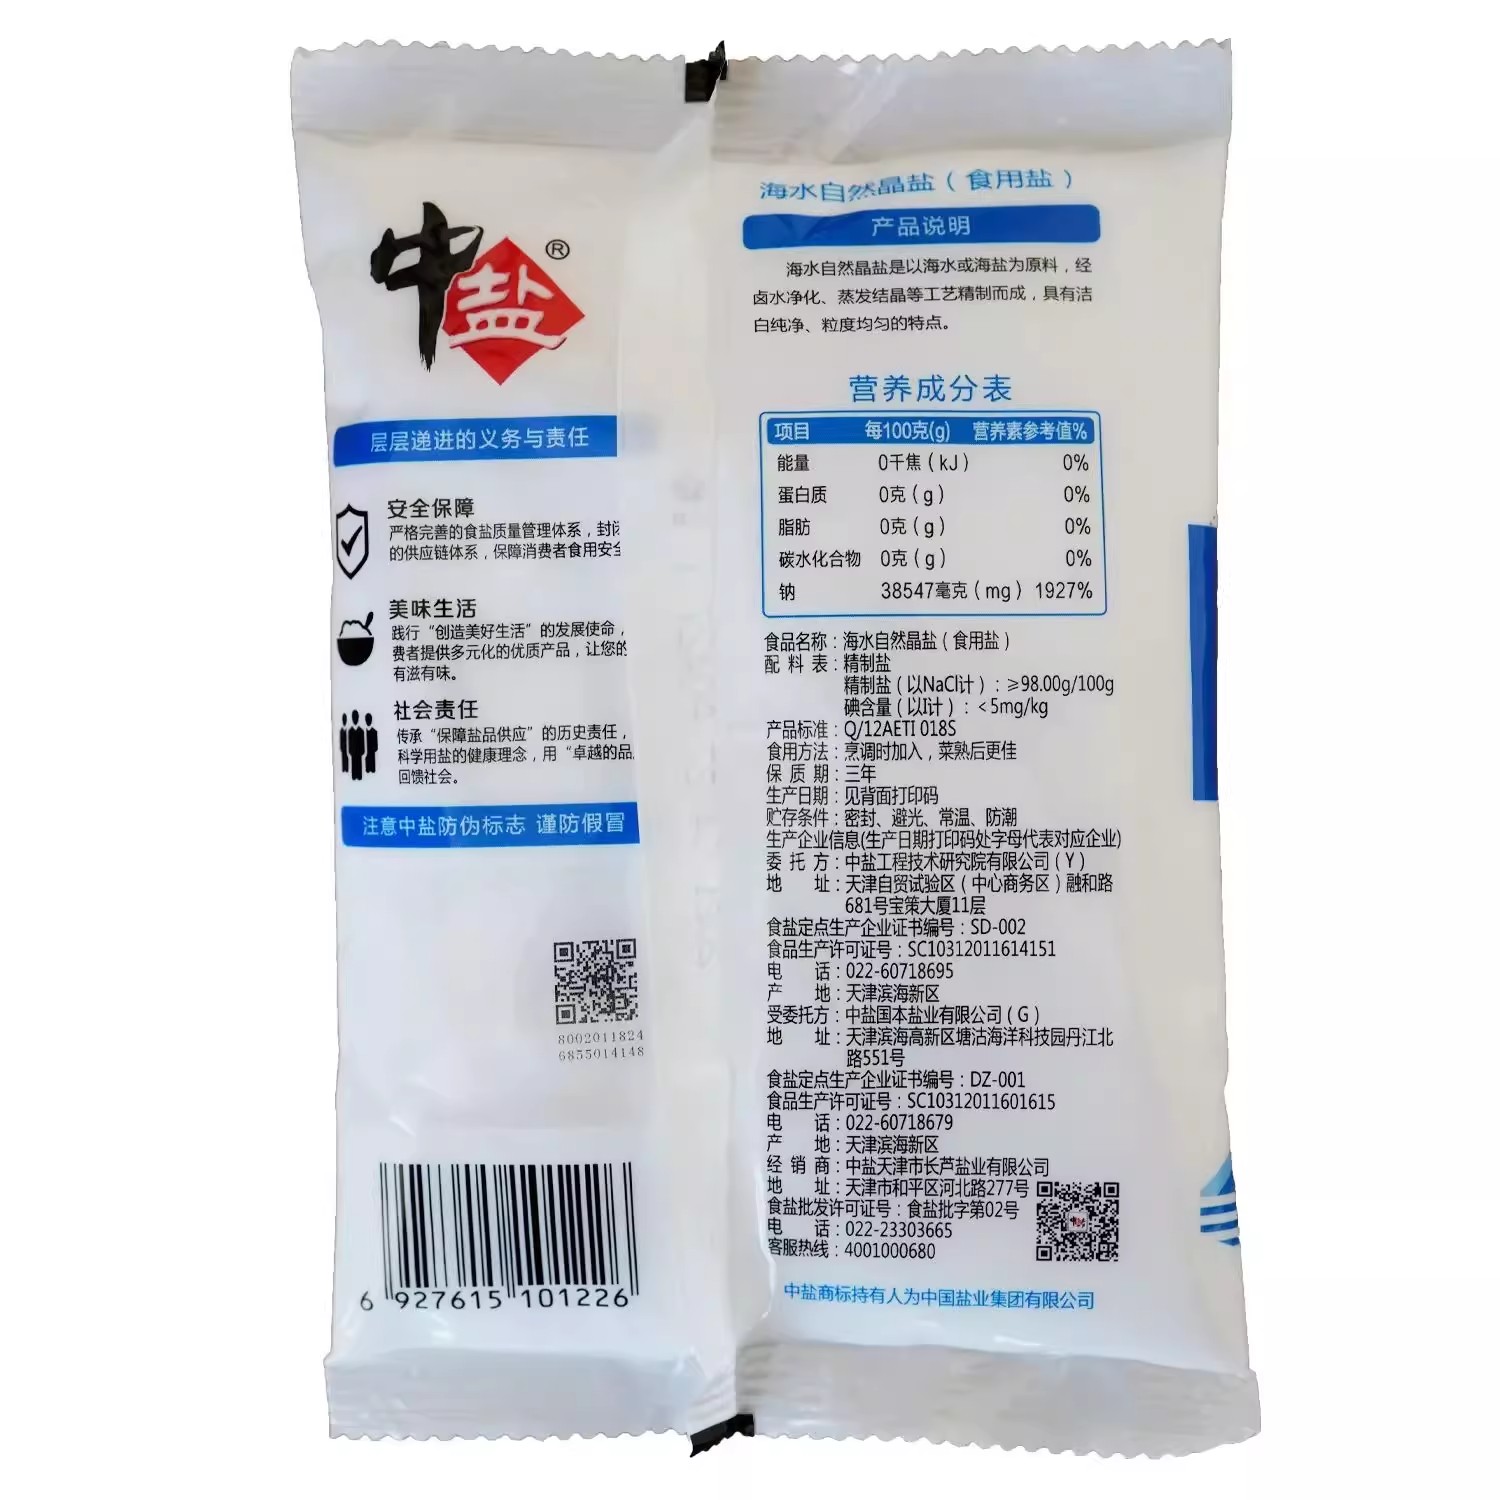 中盐®
层层递进的义务与责任
安全保障
严格完善的食盐质量管理体系，封闭
的供应链体系，保障消费者食用安全
美味生活
践行“创造美好生活”的发展使命，
费者提供多元化的优质产品，让您的
有滋有味。
社会责任
传承“保障盐品供应”的历史责任，
科学用盐的健康理念，用“卓越的品
回馈社会。
注意中盐防伪标志 谨防假冒
8002011824
6855014148
6 927615 101226
海水自然晶盐（食用盐）
产品说明
海水自然晶盐是以海水或海盐为原料，经
卤水净化、蒸发结晶等工艺精制而成，具有洁
白纯净、粒度均匀的特点。
营养成分表
项目 每100克(g) 营养素参考值%
能量 0千焦（kJ） 0%
蛋白质 0克（g） 0%
脂肪 0克（g） 0%
碳水化合物 0克（g） 0%
钠 38547毫克（mg） 1927%
食品名称：海水自然晶盐（食用盐）
配料表：精制盐
精制盐（以NaCl计）：≥98.00g/100g
碘含量（以I计）：＜5mg/kg
产品标准：Q/12AETI 018S
食用方法：烹调时加入，菜熟后更佳
保质期：三年
生产日期：见背面打印码
贮存条件：密封、避光、常温、防潮
生产企业信息(生产日期打印码处字母代表对应企业)
委托方：中盐工程技术研究院有限公司（Y）
地址：天津自贸试验区（中心商务区）融和路
681号宝策大厦11层
食盐定点生产企业证书编号：SD-002
食品生产许可证号：SC10312011614151
电话：022-60718695
产地：天津滨海新区
受委托方：中盐国本盐业有限公司（G）
地址：天津滨海高新区塘沽海洋科技园丹江北
路551号
食盐定点生产企业证书编号：DZ-001
食品生产许可证号：SC10312011601615
电话：022-60718679
产地：天津滨海新区
经销商：中盐天津市长芦盐业有限公司
地址：天津市和平区河北路277号
食盐批发许可证号：食盐批字第02号
电话：022-23303665
客服热线：4001000680
中盐商标持有人为中国盐业集团有限公司